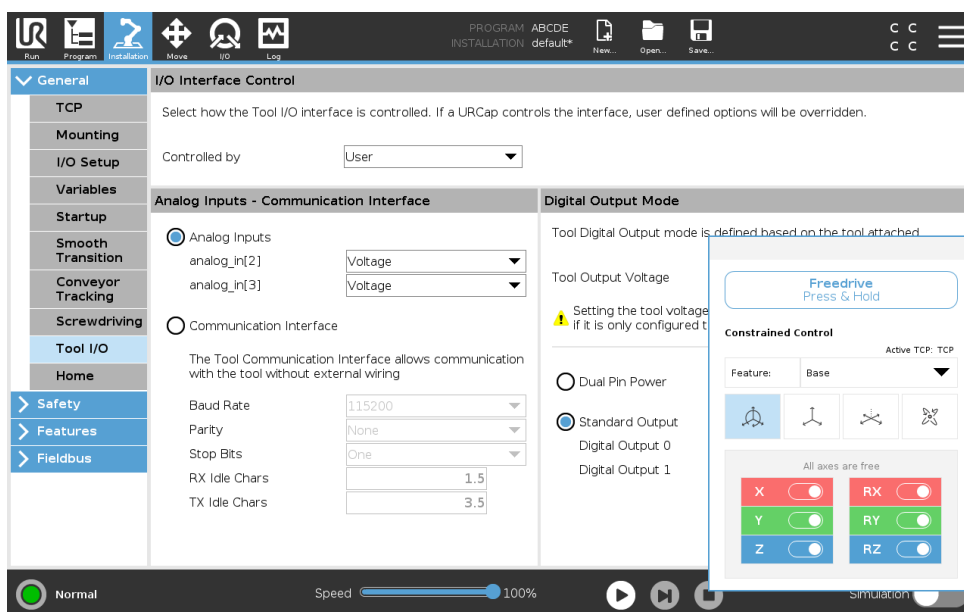 PROGRAM ABCDE
INSTALLATION default*
Run
Program
Installation
Move
I/O
Log
New...
Open...
Save...
C C
C C
General
TCP
Mounting
I/O Setup
Variables
Startup
Smooth
Transition
Conveyor
Tracking
Screwdriving
Tool I/O
Home
Safety
Features
Fieldbus
I/O Interface Control
Select how the Tool I/O interface is controlled. If a URCap controls the interface, user defined options will be overridden.
Controlled by
User
Analog Inputs - Communication Interface
Analog Inputs
analog_in[2] Voltage
analog_in[3] Voltage
Communication Interface
The Tool Communication Interface allows communication
with the tool without external wiring
Baud Rate 115200
Parity None
Stop Bits One
RX Idle Chars 1.5
TX Idle Chars 3.5
Digital Output Mode
Tool Digital Output mode is defined based on the tool attached
Tool Output Voltage
Setting the tool voltage
if it is only configured t
Dual Pin Power
Standard Output
Digital Output 0
Digital Output 1
Freedrive
Press & Hold
Constrained Control
Active TCP: TCP
Feature: Base
All axes are free
X RX
Y RY
Z RZ
Normal
Speed 100%
Simulation